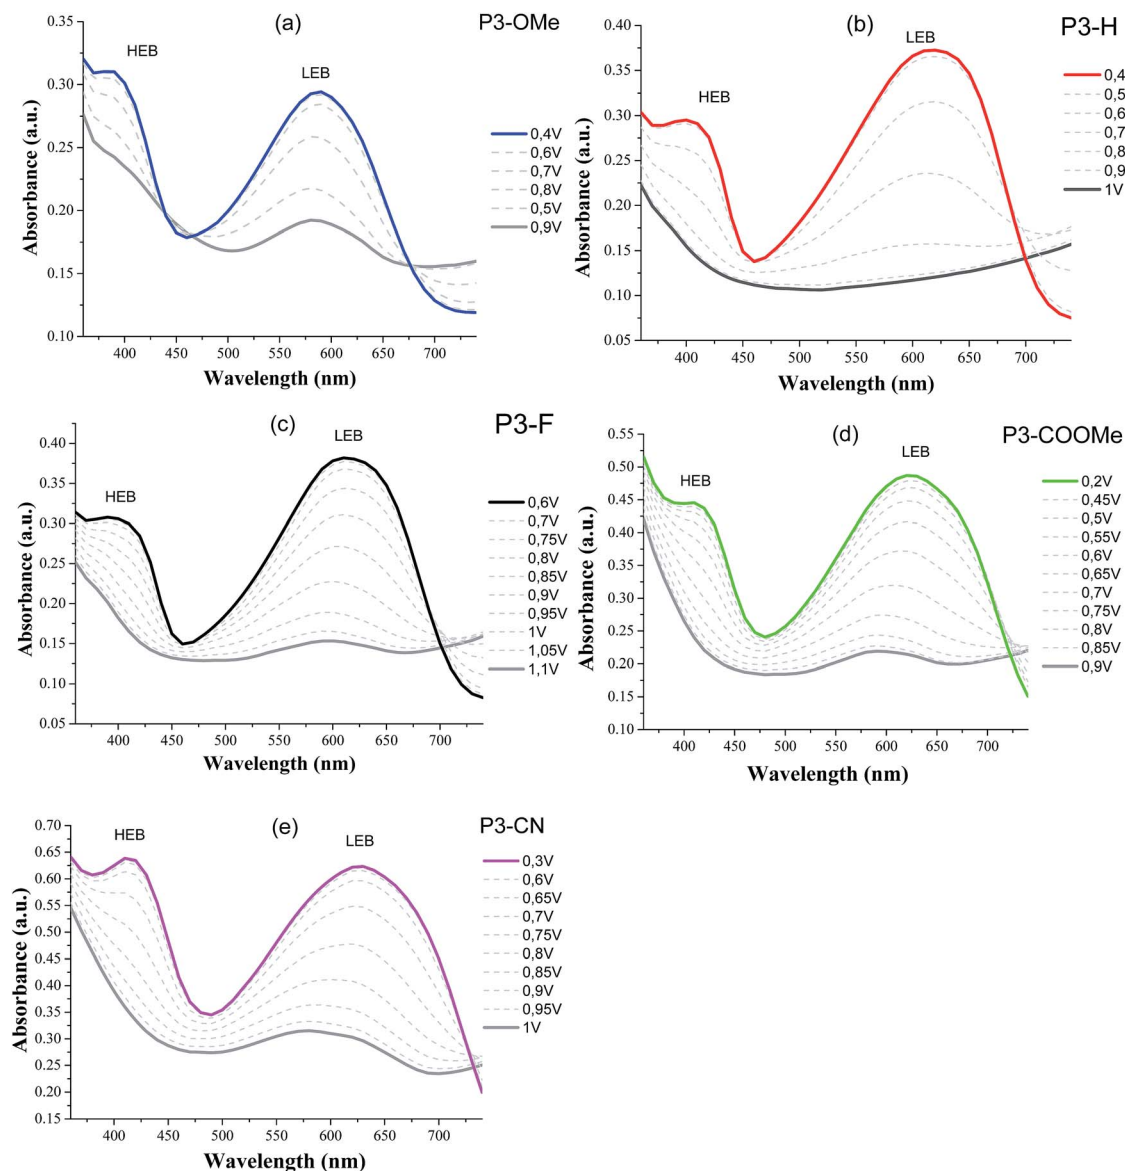 (a)
P3-OMe
HEB
LEB
0,4V
0,6V
0,7V
0,8V
0,5V
0,9V
0.35
0.30
0.25
0.20
0.15
0.10
Absorbance (a.u.)
400 450 500 550 600 650 700
Wavelength (nm)
(b)
P3-H
HEB
LEB
0,4
0,5
0,6
0,7
0,8
0,9
1V
0.40
0.35
0.30
0.25
0.20
0.15
0.10
0.05
Absorbance (a.u.)
400 450 500 550 600 650 700
Wavelength (nm)
(c)
P3-F
HEB
LEB
0,6V
0,7V
0,75V
0,8V
0,85V
0,9V
0,95V
1V
1,05V
1,1V
0.40
0.35
0.30
0.25
0.20
0.15
0.10
0.05
Absorbance (a.u.)
400 450 500 550 600 650 700
Wavelength (nm)
(d)
P3-COOMe
HEB
LEB
0,2V
0,45V
0,5V
0,55V
0,6V
0,65V
0,7V
0,75V
0,8V
0,85V
0,9V
0.50
0.45
0.40
0.35
0.30
0.25
0.20
0.15
0.10
Absorbance (a.u.)
400 450 500 550 600 650 700
Wavelength (nm)
(e)
P3-CN
HEB
LEB
0,3V
0,6V
0,65V
0,7V
0,75V
0,8V
0,85V
0,9V
0,95V
1V
0.70
0.65
0.60
0.55
0.50
0.45
0.40
0.35
0.30
0.25
0.20
0.15
Absorbance (a.u.)
400 450 500 550 600 650 700
Wavelength (nm)